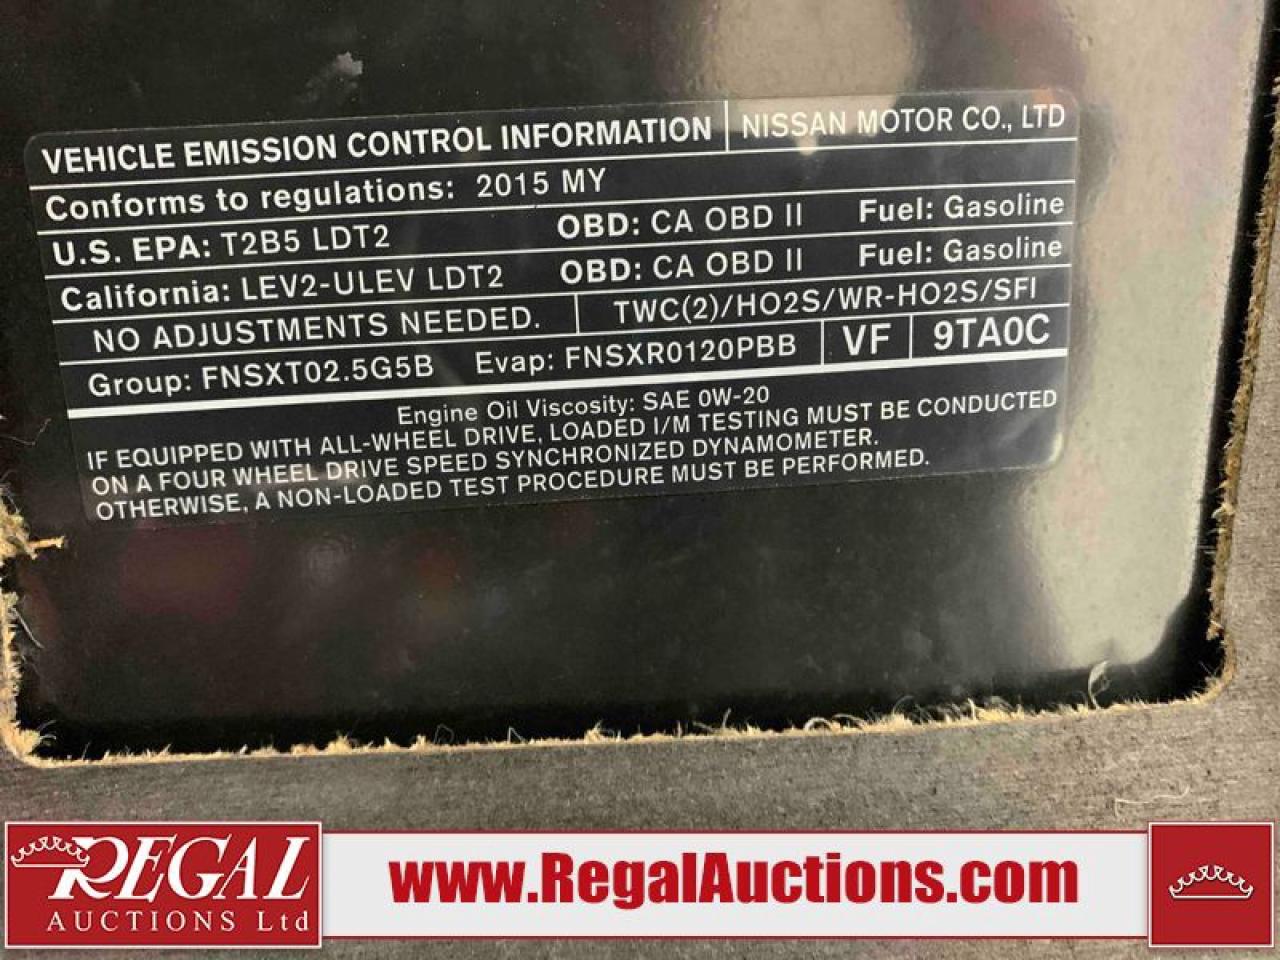 VEHICLE EMISSION CONTROL INFORMATION NISSAN MOTOR CO., LTD
Conforms to regulations: 2015 MY
U.S. EPA: T2B5 LDT2 OBD: CA OBD II Fuel: Gasoline
California: LEV2-ULEV LDT2 OBD: CA OBD II Fuel: Gasoline
NO ADJUSTMENTS NEEDED. TWC(2)/HO2S/WR-HO2S/SFI
Group: FNSXT02.5G5B Evap: FNSXR0120PBB VF 9TA0C
Engine Oil Viscosity: SAE 0W-20
IF EQUIPPED WITH ALL-WHEEL DRIVE, LOADED I/M TESTING MUST BE CONDUCTED
ON A FOUR WHEEL DRIVE SPEED SYNCHRONIZED DYNAMOMETER.
OTHERWISE, A NON-LOADED TEST PROCEDURE MUST BE PERFORMED.
REGAL
AUCTIONS Ltd
www.RegalAuctions.com